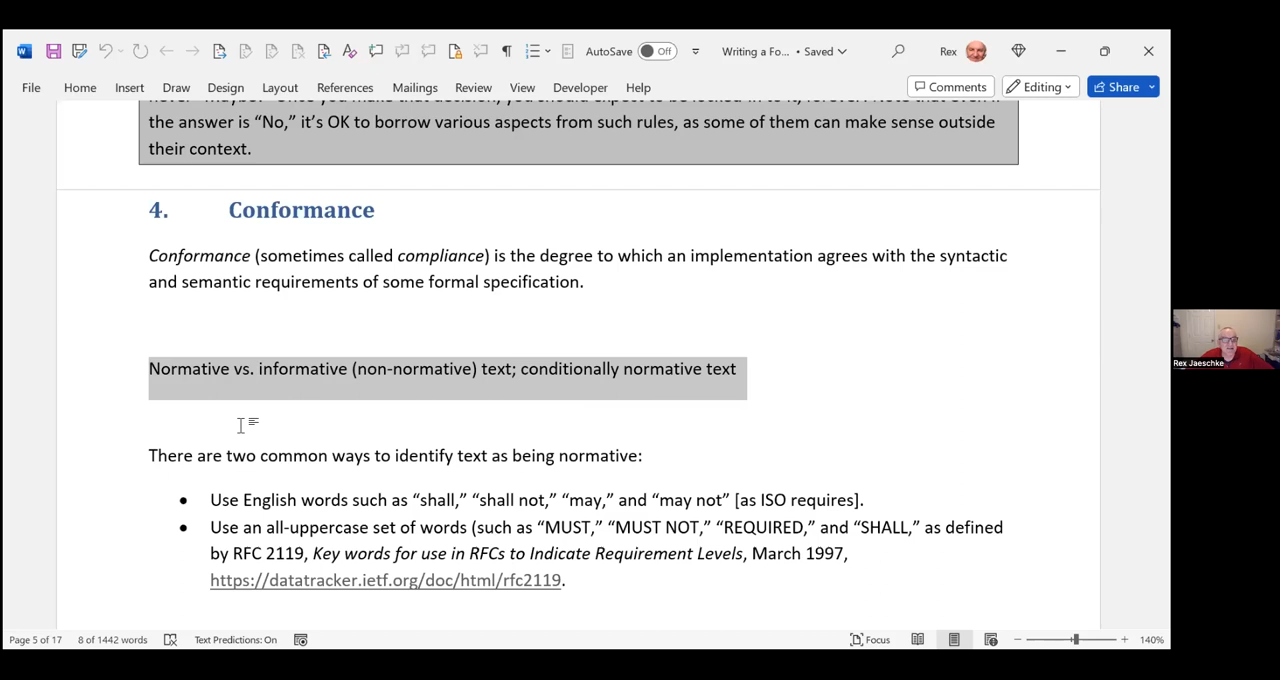 AutoSave Off Writing a Fo... • Saved Rex
File Home Insert Draw Design Layout References Mailings Review View Developer Help Comments Editing Share
the answer is “No,” it’s OK to borrow various aspects from such rules, as some of them can make sense outside
their context.
4. Conformance
Conformance (sometimes called compliance) is the degree to which an implementation agrees with the syntactic
and semantic requirements of some formal specification.
Normative vs. informative (non-normative) text; conditionally normative text
There are two common ways to identify text as being normative:
● Use English words such as “shall,” “shall not,” “may,” and “may not” [as ISO requires].
● Use an all-uppercase set of words (such as “MUST,” “MUST NOT,” “REQUIRED,” and “SHALL,” as defined
by RFC 2119, Key words for use in RFCs to Indicate Requirement Levels, March 1997,
https://datatracker.ietf.org/doc/html/rfc2119.
Rex Jaeschke
Page 5 of 17 8 of 1442 words Text Predictions: On Focus 140%